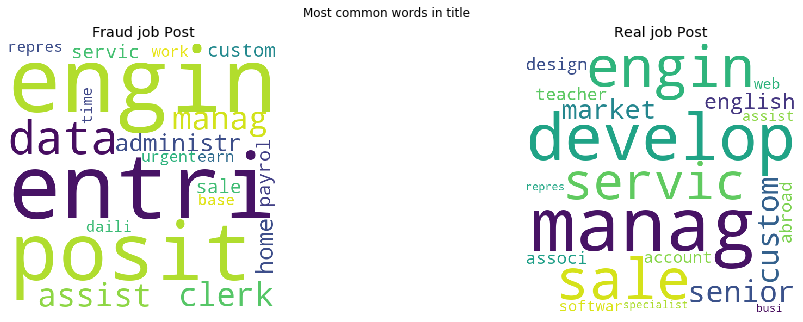 Most common words in title
Fraud job Post
repres servic work custom
engin
time
manag
data
administr
urgent earn
payrol
entri
sale
base
daili
home
posit
assist clerk
Real job Post
design engin web
teacher english
market assist
develop
repres servic
custom
abroad
manag
associ account
sale senior
softwar specialist
busi